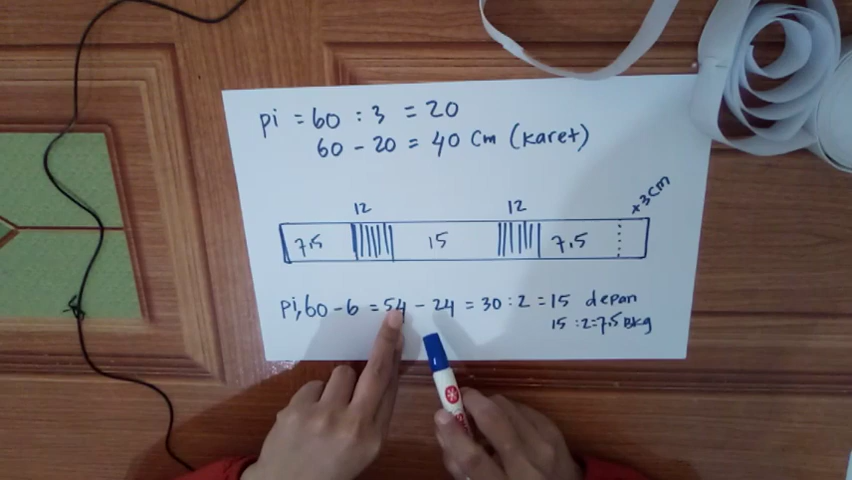 pi = 60 : 3 = 20
60 - 20 = 40 cm (karet)
12 12 +3cm
7,5 15 7,5
Pi, 60 - 6 = 54 - 24 = 30 : 2 = 15 depan
15 : 2 = 7,5 Bkg